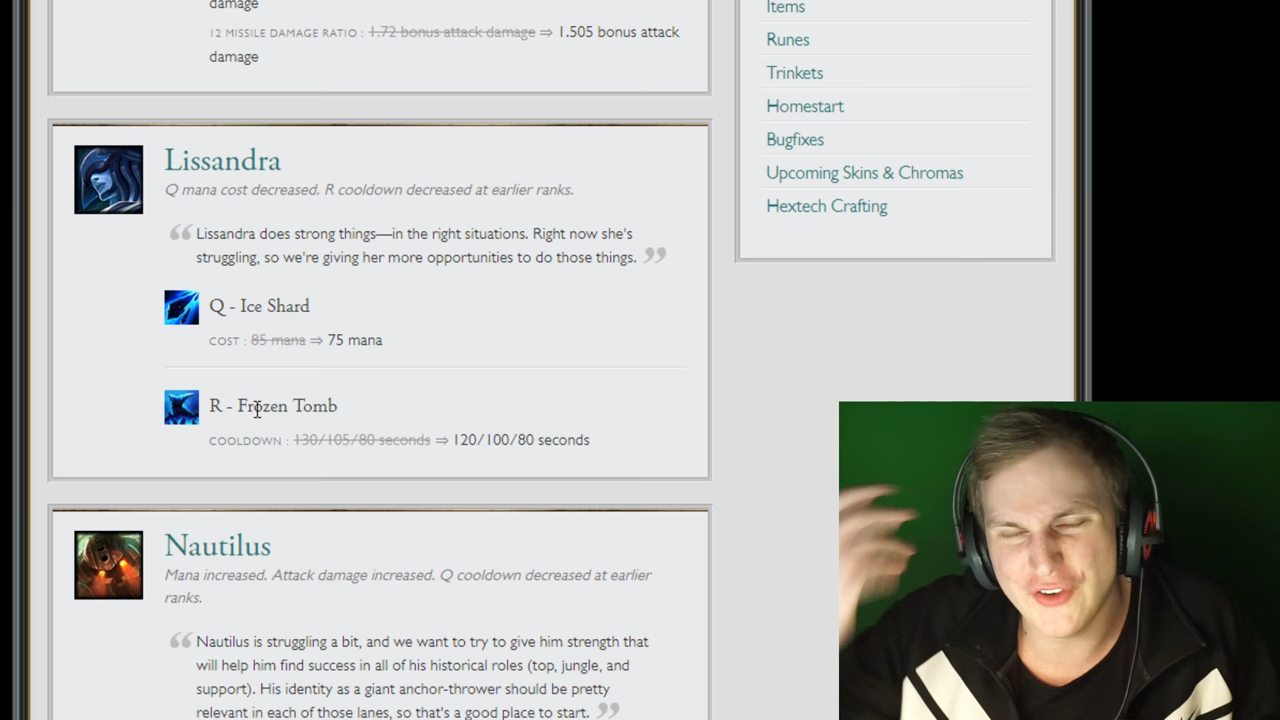 damage
12 MISSILE DAMAGE RATIO : 1.72 bonus attack damage ⇒ 1.505 bonus attack
damage
Lissandra
Q mana cost decreased. R cooldown decreased at earlier ranks.
“ Lissandra does strong things—in the right situations. Right now she's
struggling, so we're giving her more opportunities to do those things. ”
Q - Ice Shard
COST : 85 mana ⇒ 75 mana
R - Frozen Tomb
COOLDOWN : 130/105/80 seconds ⇒ 120/100/80 seconds
Nautilus
Mana increased. Attack damage increased. Q cooldown decreased at earlier
ranks.
“ Nautilus is struggling a bit, and we want to try to give him strength that
will help him find success in all of his historical roles (top, jungle, and
support). His identity as a giant anchor-thrower should be pretty
relevant in each of those lanes, so that's a good place to start. ”
Items
Runes
Trinkets
Homestart
Bugfixes
Upcoming Skins & Chromas
Hextech Crafting